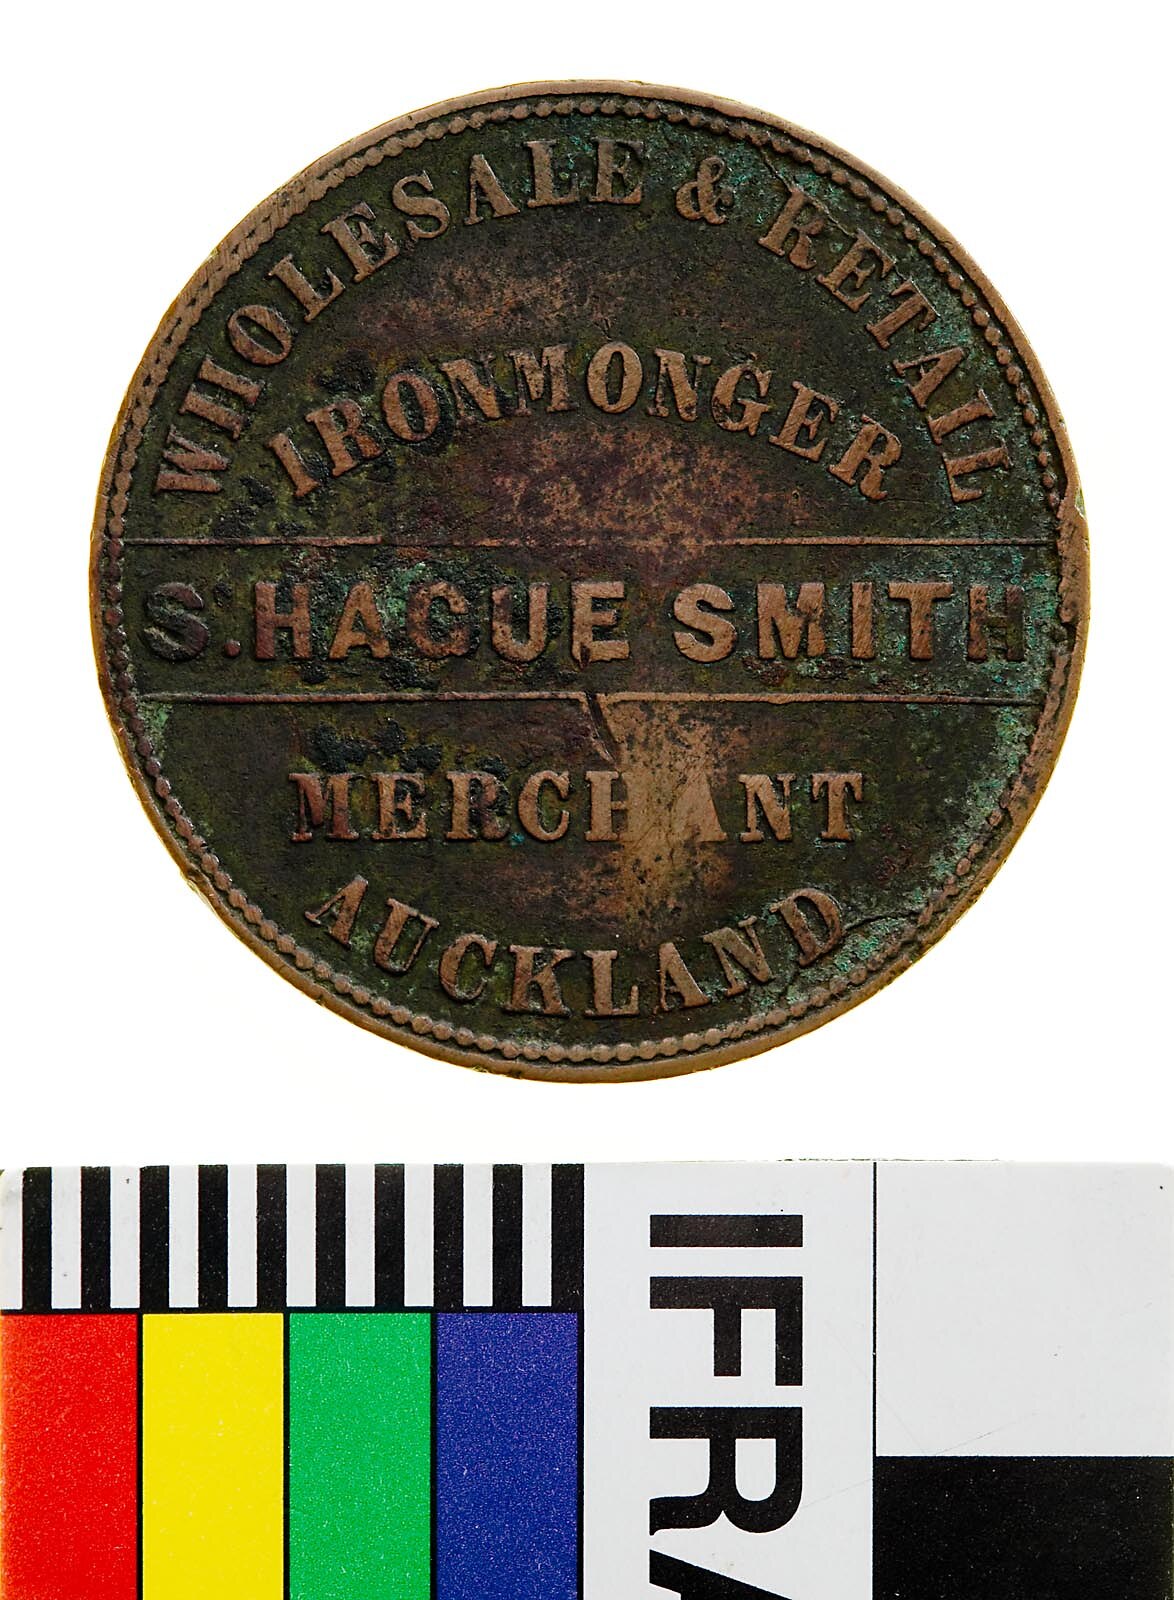 WHOLESALE & RETAIL
IRONMONGER
S. HAGUE SMITH
MERCHANT
AUCKLAND
IFRA